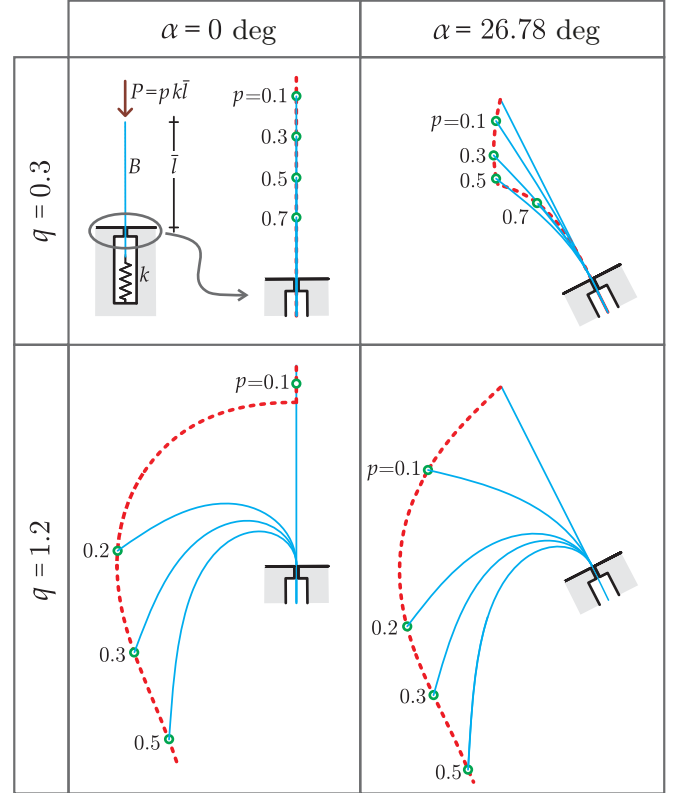 α = 0 deg
α = 26.78 deg
q = 0.3
P=pkl̄
B
l̄
k
p=0.1
0.3
0.5
0.7
p=0.1
0.3
0.5
0.7
q = 1.2
p=0.1
0.2
0.3
0.5
p=0.1
0.2
0.3
0.5